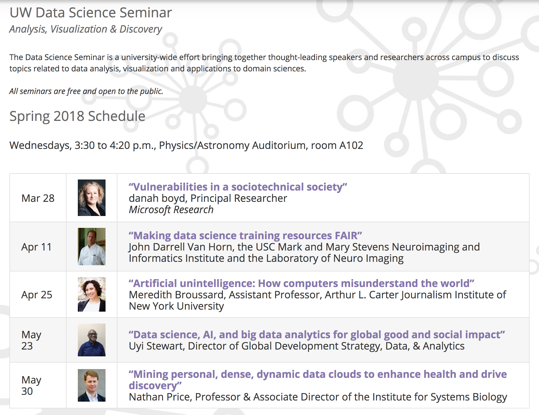 UW Data Science Seminar
Analysis, Visualization & Discovery
The Data Science Seminar is a university-wide effort bringing together thought-leading speakers and researchers across campus to discuss
topics related to data analysis, visualization and applications to domain sciences.
All seminars are free and open to the public.
Spring 2018 Schedule
Wednesdays, 3:30 to 4:20 p.m., Physics/Astronomy Auditorium, room A102
Mar 28
“Vulnerabilities in a sociotechnical society”
danah boyd, Principal Researcher
Microsoft Research
Apr 11
“Making data science training resources FAIR”
John Darrell Van Horn, the USC Mark and Mary Stevens Neuroimaging and
Informatics Institute and the Laboratory of Neuro Imaging
Apr 25
“Artificial unintelligence: How computers misunderstand the world”
Meredith Broussard, Assistant Professor, Arthur L. Carter Journalism Institute of
New York University
May
23
“Data science, AI, and big data analytics for global good and social impact”
Uyi Stewart, Director of Global Development Strategy, Data, & Analytics
May
30
“Mining personal, dense, dynamic data clouds to enhance health and drive
discovery”
Nathan Price, Professor & Associate Director of the Institute for Systems Biology